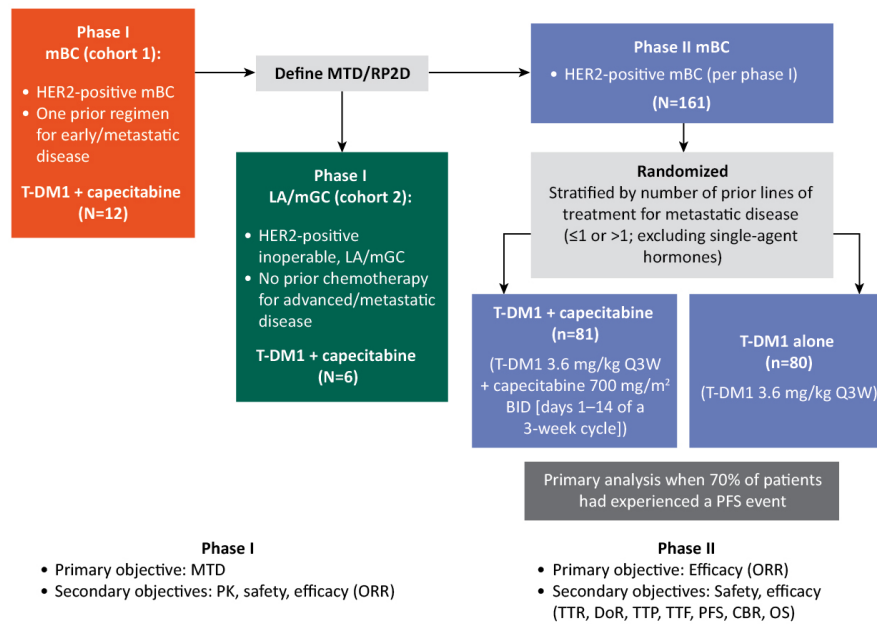 Phase I
mBC (cohort 1):
• HER2-positive mBC
• One prior regimen
for early/metastatic
disease
T-DM1 + capecitabine
(N=12)
Define MTD/RP2D
Phase I
LA/mGC (cohort 2):
• HER2-positive
inoperable, LA/mGC
• No prior chemotherapy
for advanced/metastatic
disease
T-DM1 + capecitabine
(N=6)
Phase II mBC
• HER2-positive mBC (per phase I)
(N=161)
Randomized
Stratified by number of prior lines of
treatment for metastatic disease
(≤1 or >1; excluding single-agent
hormones)
T-DM1 + capecitabine
(n=81)
(T-DM1 3.6 mg/kg Q3W
+ capecitabine 700 mg/m²
BID [days 1–14 of a
3-week cycle])
T-DM1 alone
(n=80)
(T-DM1 3.6 mg/kg Q3W)
Primary analysis when 70% of patients
had experienced a PFS event
Phase I
• Primary objective: MTD
• Secondary objectives: PK, safety, efficacy (ORR)
Phase II
• Primary objective: Efficacy (ORR)
• Secondary objectives: Safety, efficacy
(TTR, DoR, TTP, TTF, PFS, CBR, OS)